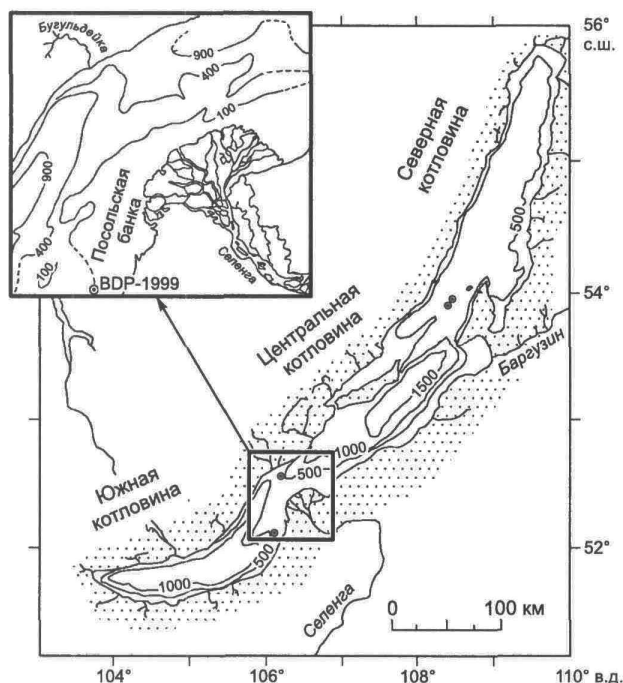 56°
с.ш.
Бугульдейка
900
400
100
900
400
100
Посольская
банка
Селенга
BDP-1999
Северная
котловина
500
54°
Центральная
котловина
Баргузин
1500
1000
500
Южная
котловина
1000
500
52°
Селенга
0 100 км
104° 106° 108° 110° в.д.